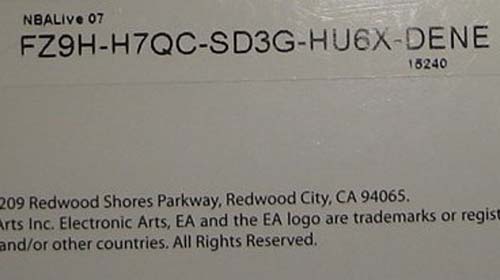 NBALive 07
FZ9H-H7QC-SD3G-HU6X-DENE
15240
209 Redwood Shores Parkway, Redwood City, CA 94065.
Arts Inc. Electronic Arts, EA and the EA logo are trademarks or regist
and/or other countries. All Rights Reserved.